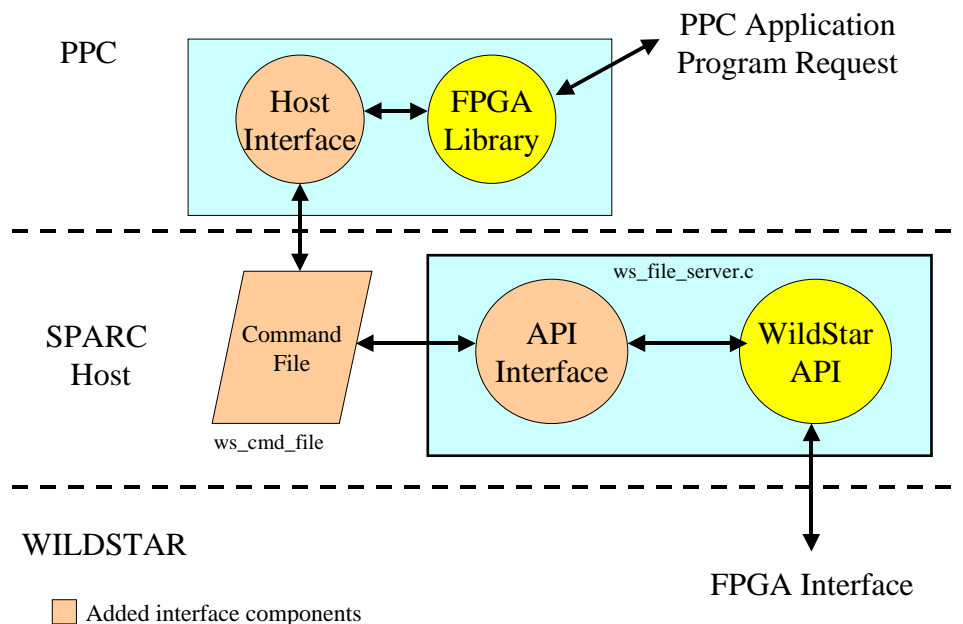 PPC
PPC Application
Program Request
Host
Interface
FPGA
Library
ws_file_server.c
SPARC
Host
Command
File
API
Interface
WildStar
API
ws_cmd_file
WILDSTAR
FPGA Interface
Added interface components